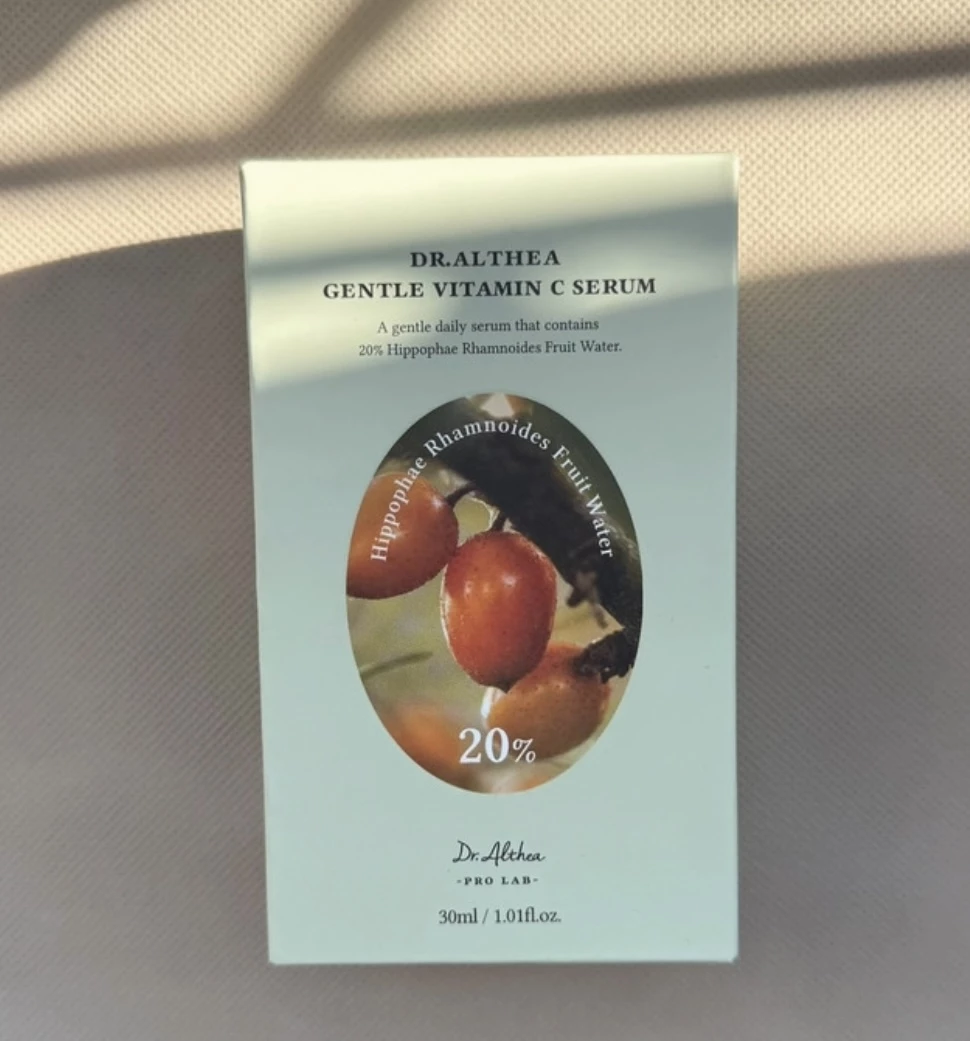 DR.ALTHEA
GENTLE VITAMIN C SERUM
A gentle daily serum that contains
20% Hippophae Rhamnoides Fruit Water.
Hippophae Rhamnoides Fruit Water
20%
Dr.Althea
-PRO LAB-
30ml / 1.01fl.oz.